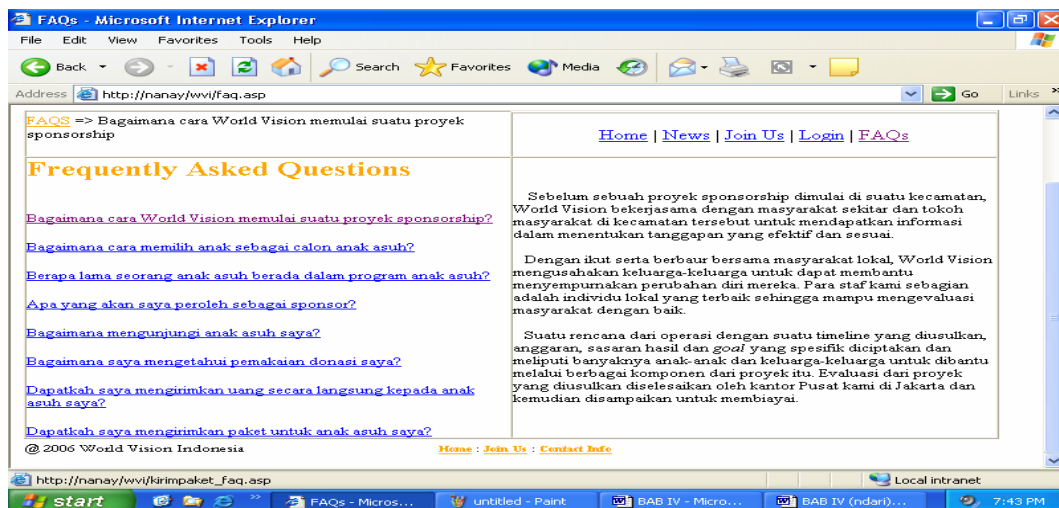 FAQs - Microsoft Internet Explorer
File Edit View Favorites Tools Help
Back Search Favorites Media
Address http://nanay/wvi/faq.asp Go Links »
FAQS => Bagaimana cara World Vision memulai suatu proyek
sponsorship
Home | News | Join Us | Login | FAQs
Frequently Asked Questions
Bagaimana cara World Vision memulai suatu proyek sponsorship?
Bagaimana cara memilih anak sebagai calon anak asuh?
Berapa lama seorang anak asuh berada dalam program anak asuh?
Apa yang akan saya peroleh sebagai sponsor?
Bagaimana mengunjungi anak asuh saya?
Bagaimana saya mengetahui pemakaian donasi saya?
Dapatkah saya mengirimkan uang secara langsung kepada anak
asuh saya?
Dapatkah saya mengirimkan paket untuk anak asuh saya?
Sebelum sebuah proyek sponsorship dimulai di suatu kecamatan,
World Vision bekerjasama dengan masyarakat sekitar dan tokoh
masyarakat di kecamatan tersebut untuk mendapatkan informasi
dalam menentukan tanggapan yang efektif dan sesuai.
Dengan ikut serta berbaur bersama masyarakat lokal, World Vision
mengusahakan keluarga-keluarga untuk dapat membantu
menyempurnakan perubahan diri mereka. Para staf kami sebagian
adalah individu lokal yang terbaik sehingga mampu mengevaluasi
masyarakat dengan baik.
Suatu rencana dari operasi dengan suatu timeline yang diusulkan,
anggaran, sasaran hasil dan goal yang spesifik diciptakan dan
meliputi banyaknya anak-anak dan keluarga-keluarga untuk dibantu
melalui berbagai komponen dari proyek itu. Evaluasi dari proyek
yang diusulkan diselesaikan oleh kantor Pusat kami di Jakarta dan
kemudian disampaikan untuk membiayai.
@ 2006 World Vision Indonesia
Home : Join Us : Contact Info
http://nanay/wvi/kirimpaket_faq.asp Local intranet
start » FAQs - Micros... untitled - Paint BAB IV - Micro... BAB IV (ndari)... 7:43 PM